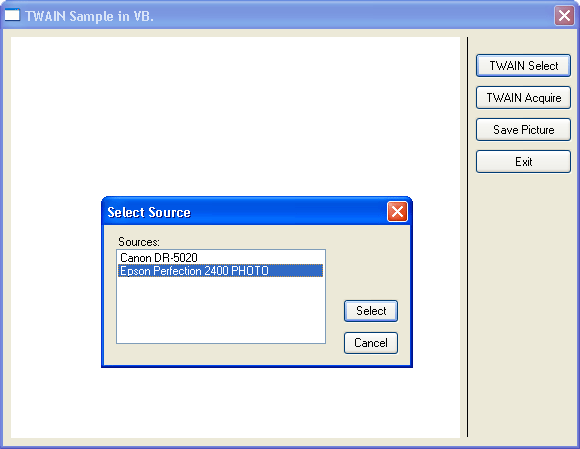 TWAIN Sample in VB.
TWAIN Select
TWAIN Acquire
Save Picture
Exit
Select Source
Sources:
Canon DR-5020
Epson Perfection 2400 PHOTO
Select
Cancel